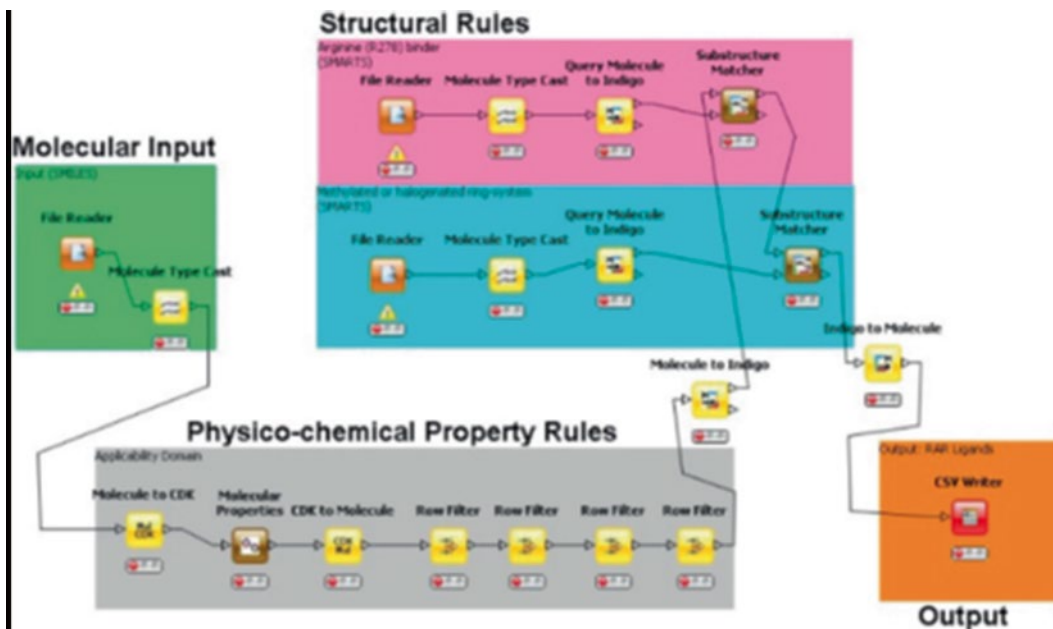 Structural Rules
Arginine (R278) binder
(SMARTS)
File Reader
Molecule Type Cast
Query Molecule
to Indigo
Substructure
Matcher
Molecular Input
Input (SMILES)
File Reader
Molecule Type Cast
Methylated or halogenated ring-system
(SMARTS)
File Reader
Molecule Type Cast
Query Molecule
to Indigo
Substructure
Matcher
Indigo to Molecule
Molecule to Indigo
Physico-chemical Property Rules
Applicability Domain
Molecule to CDK
Molecular
Properties
CDK to Molecule
Row Filter
Row Filter
Row Filter
Row Filter
Output: RAR Ligands
CSV Writer
Output